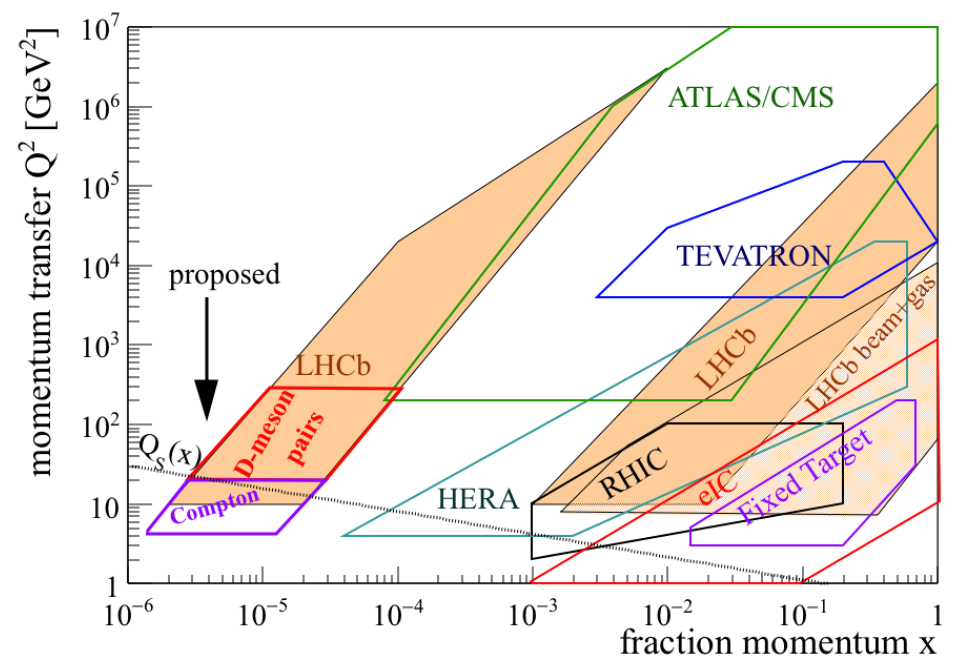 momentum transfer Q² [GeV²]
10⁷
10⁶
10⁵
10⁴
10³
10²
10
1
ATLAS/CMS
TEVATRON
proposed
LHCb
LHCb
LHCb beam+gas
D-meson
pairs
Qₛ(x)
Compton
HERA
RHIC
eIC
Fixed Target
10⁻⁶
10⁻⁵
10⁻⁴
10⁻³
10⁻²
10⁻¹
1
fraction momentum x